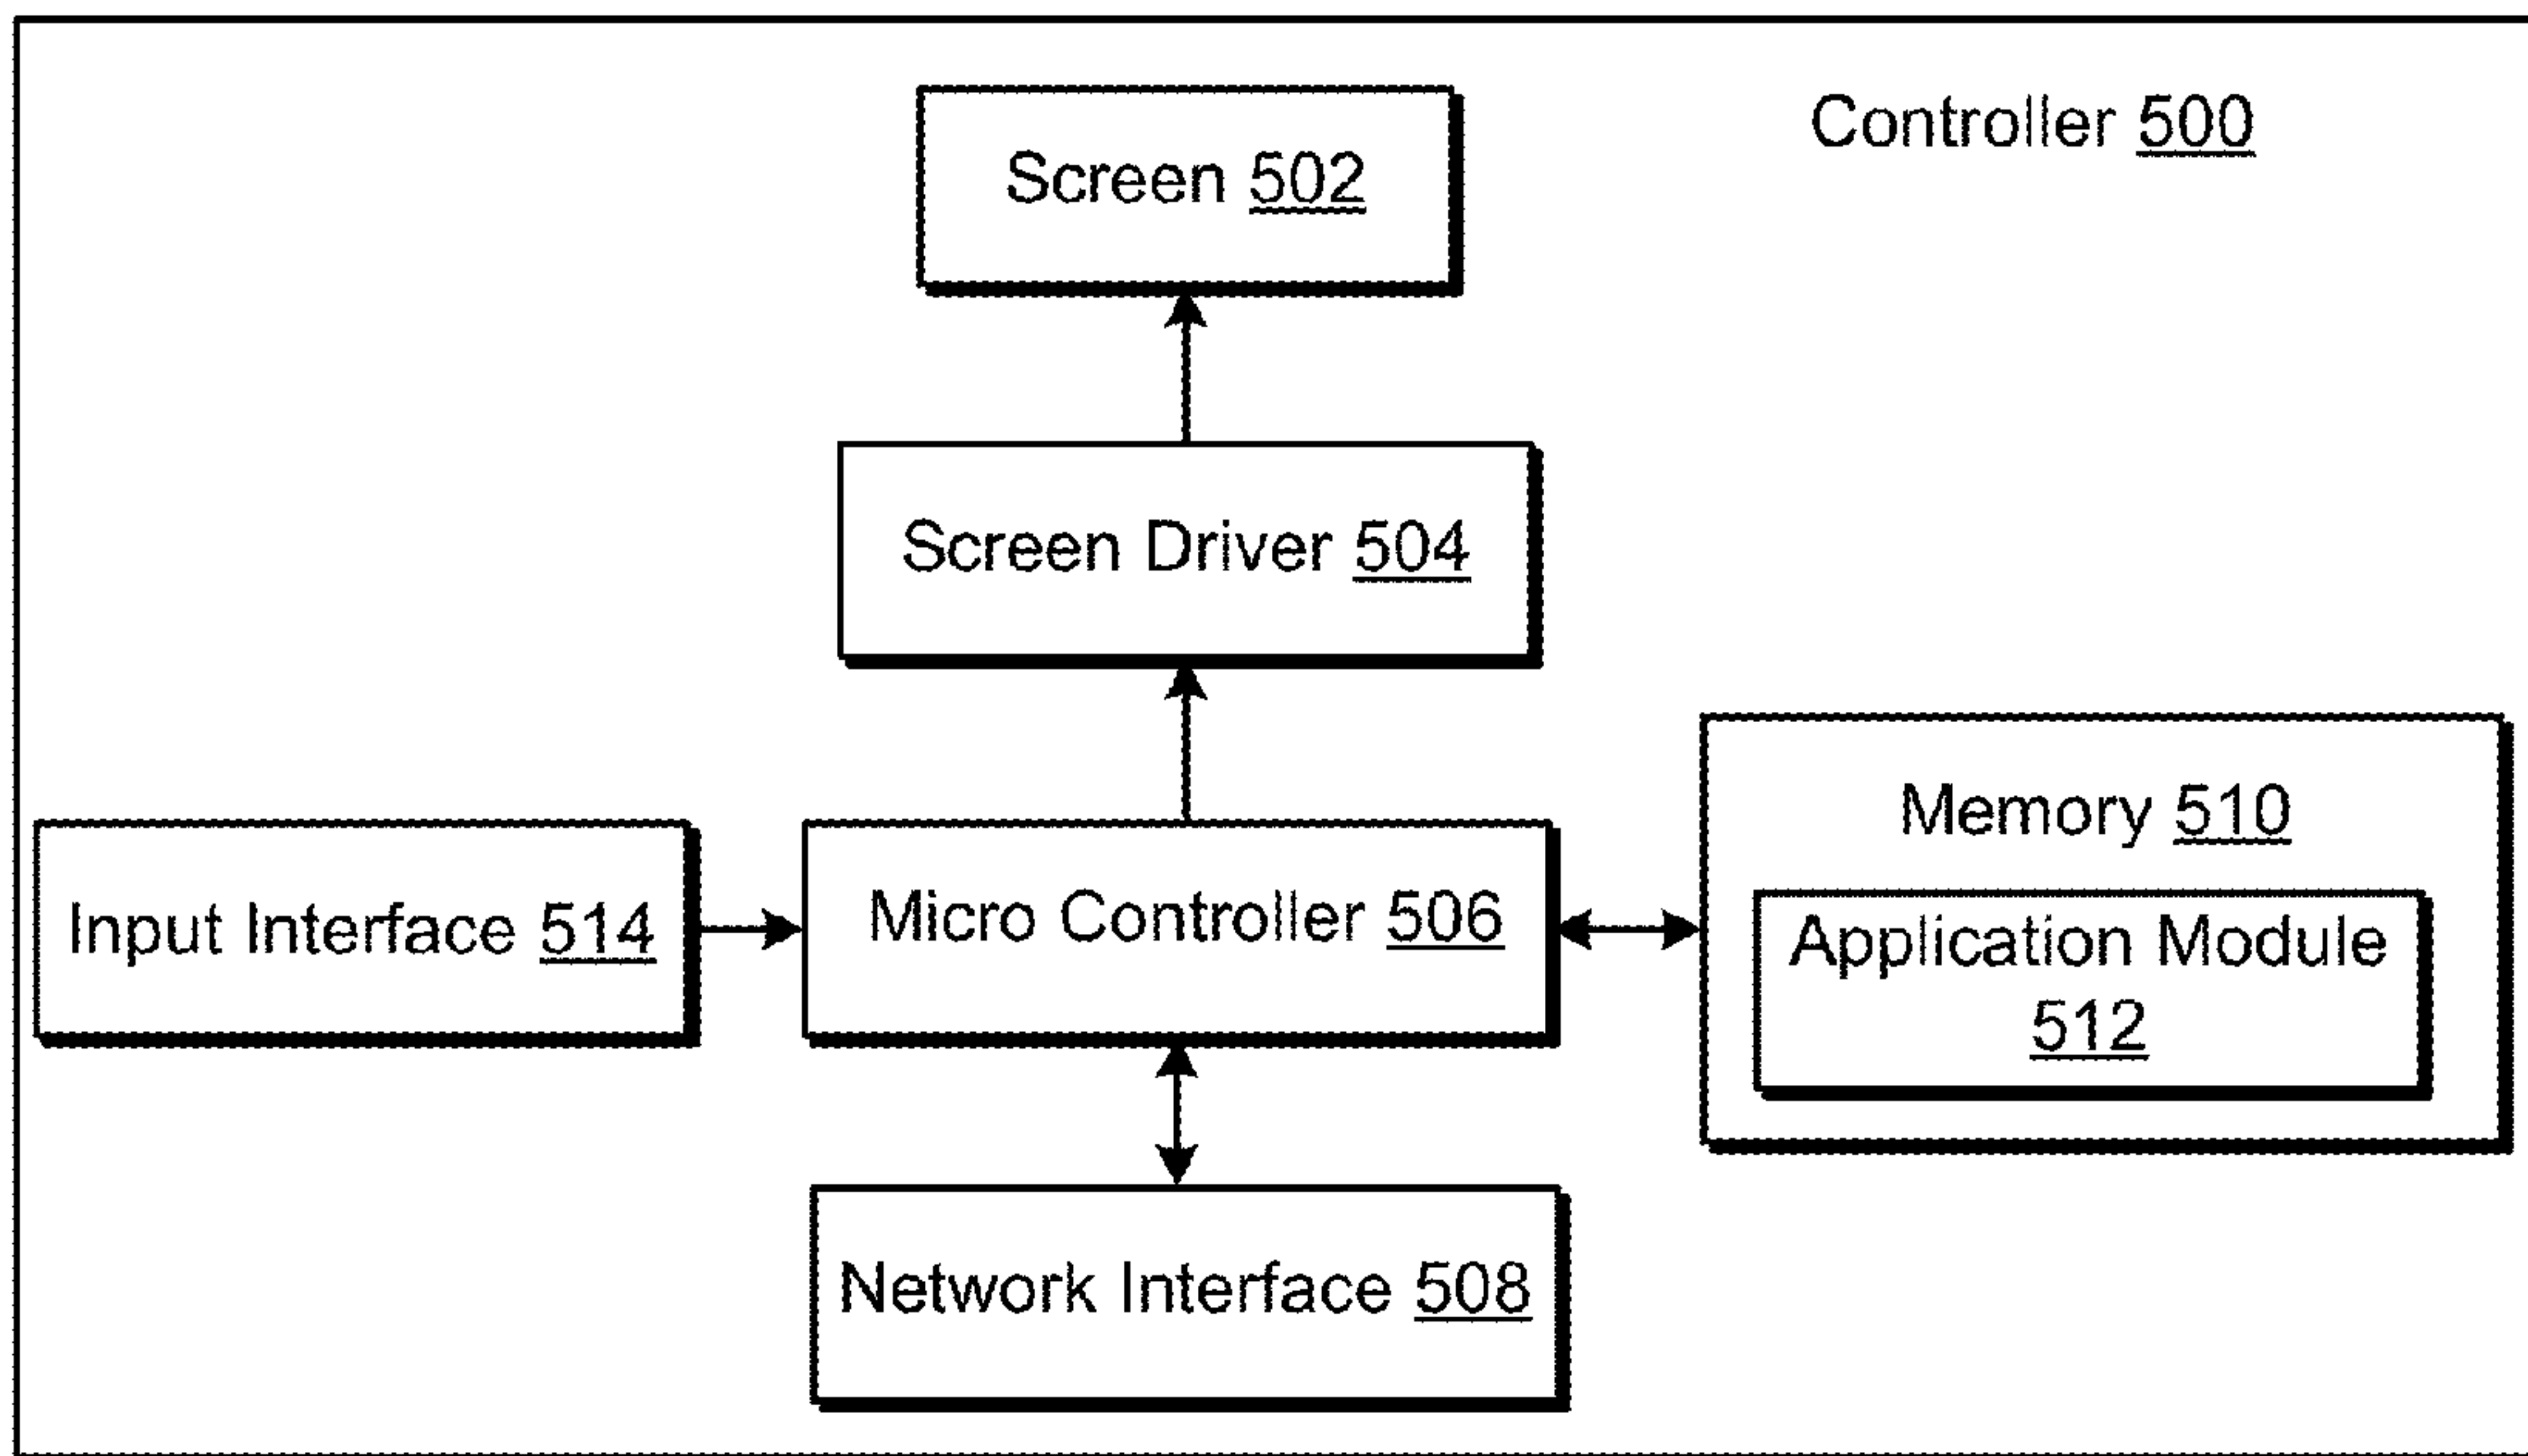 Controller 500
Screen 502
Screen Driver 504
Memory 510
Input Interface 514
Micro Controller 506
Application Module
512
Network Interface 508